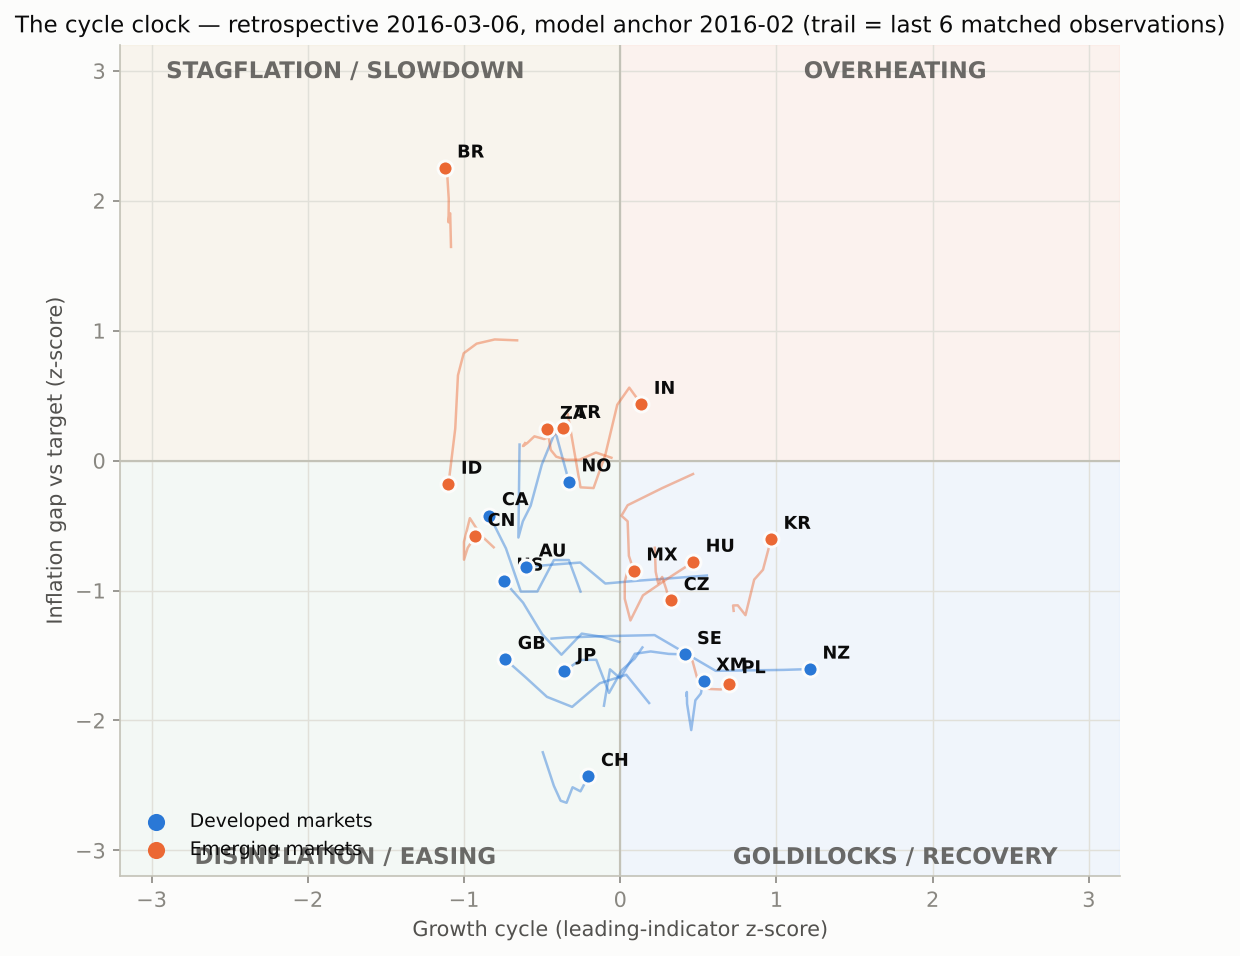 The cycle clock — retrospective 2016-03-06, model anchor 2016-02 (trail = last 6 matched observations)
STAGFLATION / SLOWDOWN
OVERHEATING
BR
IN
ZA
TR
ID
NO
CA
CN
KR
AU
US
MX
HU
CZ
GB
JP
SE
XM
PL
NZ
CH
Developed markets
Emerging markets
DISINFLATION / EASING
GOLDILOCKS / RECOVERY
3
2
1
0
−1
−2
−3
−3
−2
−1
0
1
2
3
Growth cycle (leading-indicator z-score)
Inflation gap vs target (z-score)